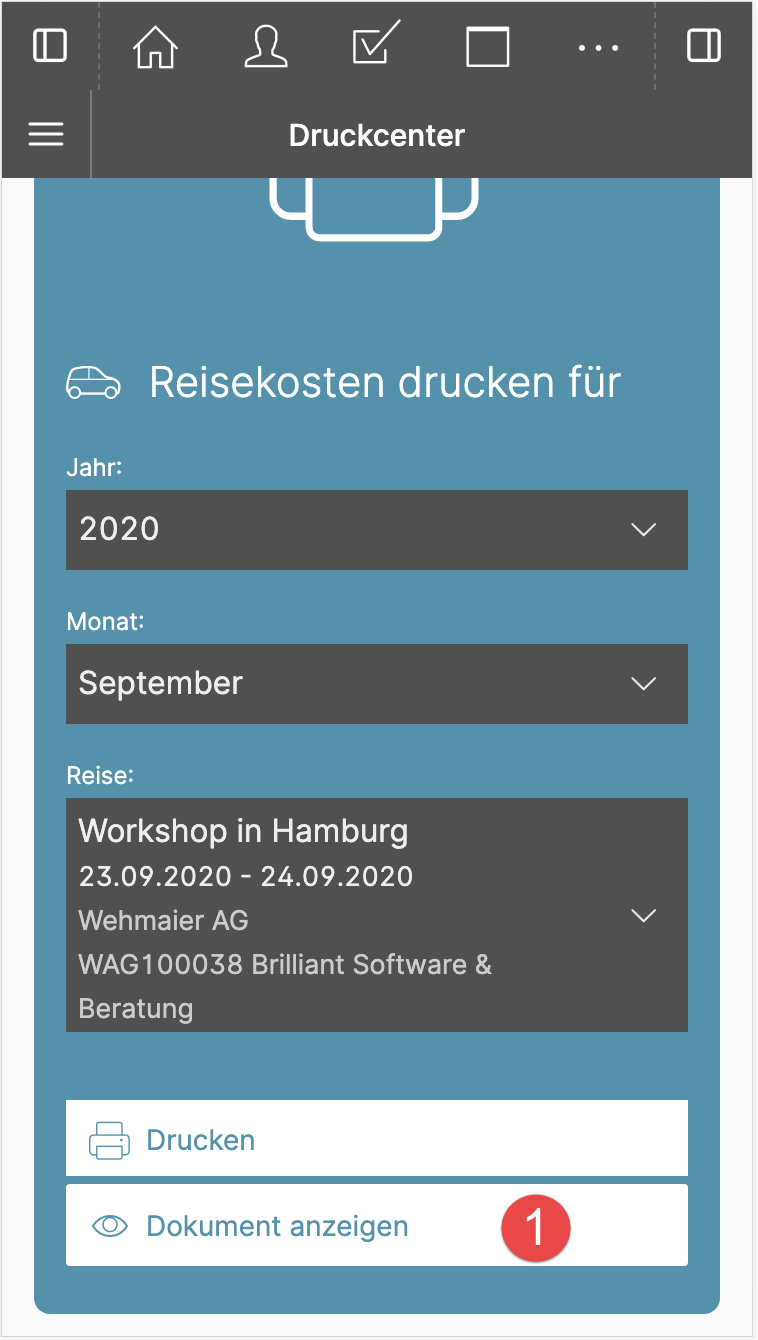 Druckcenter
Reisekosten drucken für
Jahr:
2020
Monat:
September
Reise:
Workshop in Hamburg
23.09.2020 - 24.09.2020
Wehmaier AG
WAG100038 Brilliant Software &
Beratung
Drucken
Dokument anzeigen
1